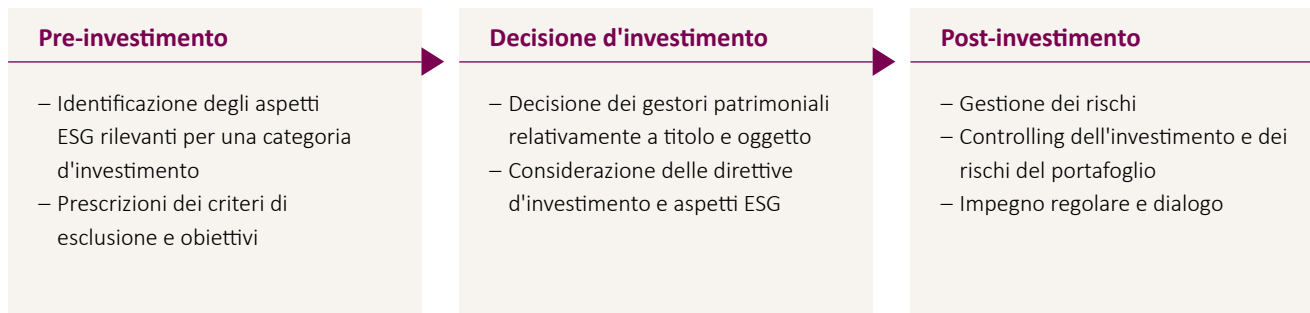 Pre-investimento
– Identificazione degli aspetti
ESG rilevanti per una categoria
d'investimento
– Prescrizioni dei criteri di
esclusione e obiettivi
Decisione d'investimento
– Decisione dei gestori patrimoniali
relativamente a titolo e oggetto
– Considerazione delle direttive
d'investimento e aspetti ESG
Post-investimento
– Gestione dei rischi
– Controlling dell'investimento e dei
rischi del portafoglio
– Impegno regolare e dialogo